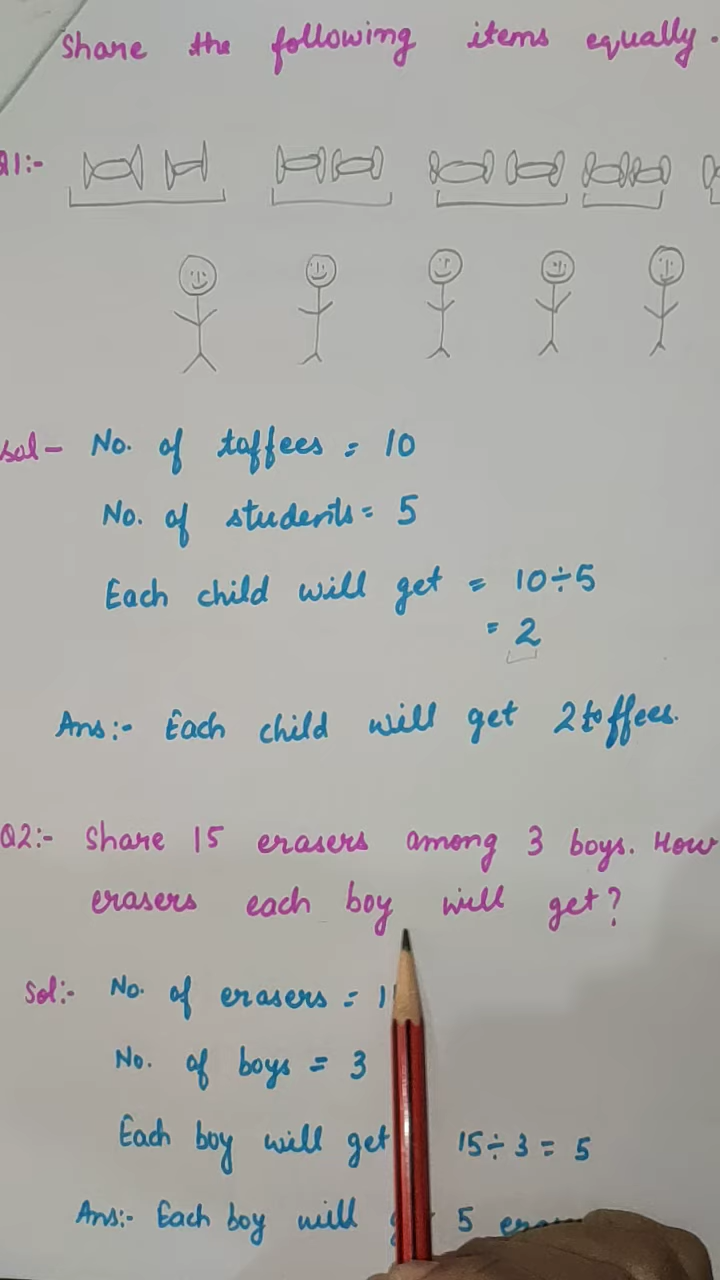 Share the following items equally.
Q1:-
Sol- No. of toffees = 10
No. of students = 5
Each child will get = 10÷5
= 2
Ans:- Each child will get 2 toffees.
Q2:- Share 15 erasers among 3 boys. How
erasers each boy will get?
Sol:- No. of erasers = 1
No. of boys = 3
Each boy will get 15÷3 = 5
Ans:- Each boy will 5